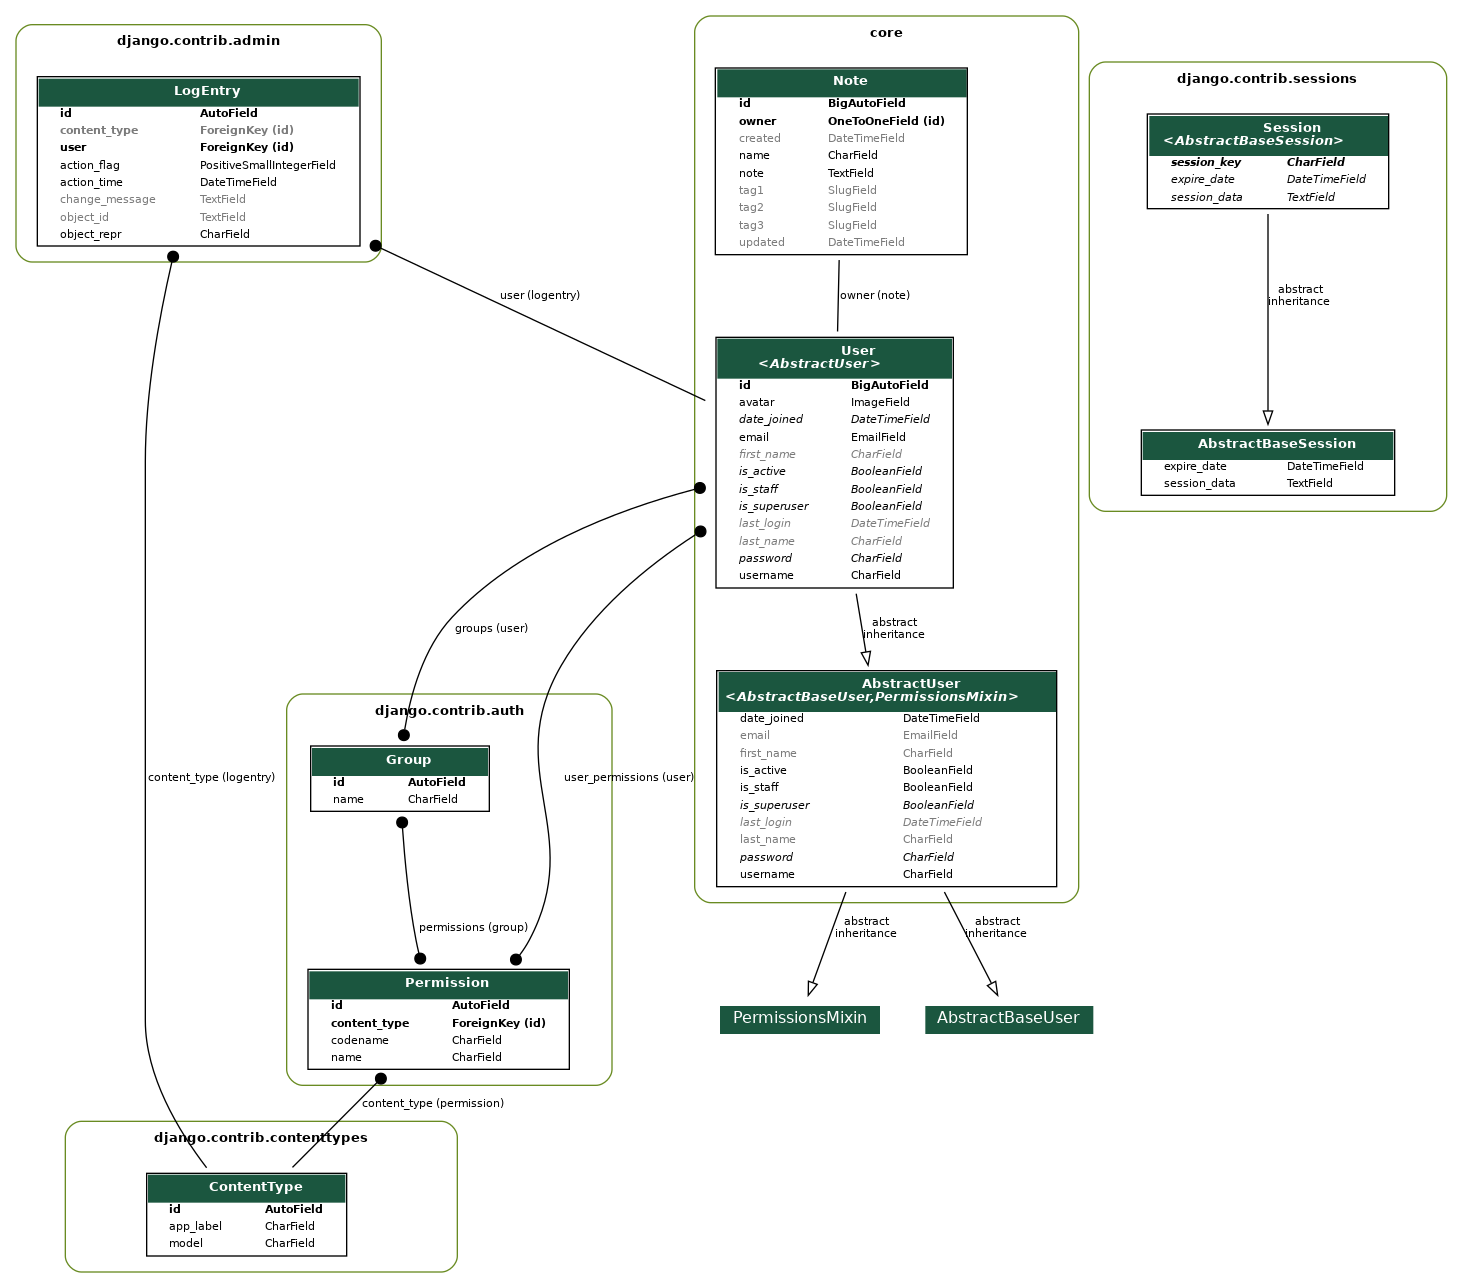 django.contrib.admin
LogEntry
id AutoField
content_type ForeignKey (id)
user ForeignKey (id)
action_flag PositiveSmallIntegerField
action_time DateTimeField
change_message TextField
object_id TextField
object_repr CharField
core
Note
id BigAutoField
owner OneToOneField (id)
created DateTimeField
name CharField
note TextField
tag1 SlugField
tag2 SlugField
tag3 SlugField
updated DateTimeField
django.contrib.sessions
Session
<AbstractBaseSession>
session_key CharField
expire_date DateTimeField
session_data TextField
user (logentry)
owner (note)
abstract
inheritance
User
<AbstractUser>
id BigAutoField
avatar ImageField
date_joined DateTimeField
email EmailField
first_name CharField
is_active BooleanField
is_staff BooleanField
is_superuser BooleanField
last_login DateTimeField
last_name CharField
password CharField
username CharField
AbstractBaseSession
expire_date DateTimeField
session_data TextField
groups (user)
abstract
inheritance
AbstractUser
<AbstractBaseUser,PermissionsMixin>
date_joined DateTimeField
email EmailField
first_name CharField
is_active BooleanField
is_staff BooleanField
is_superuser BooleanField
last_login DateTimeField
last_name CharField
password CharField
username CharField
django.contrib.auth
Group
id AutoField
name CharField
content_type (logentry)
user_permissions (user)
permissions (group)
abstract
inheritance
abstract
inheritance
Permission
id AutoField
content_type ForeignKey (id)
codename CharField
name CharField
PermissionsMixin
AbstractBaseUser
content_type (permission)
django.contrib.contenttypes
ContentType
id AutoField
app_label CharField
model CharField